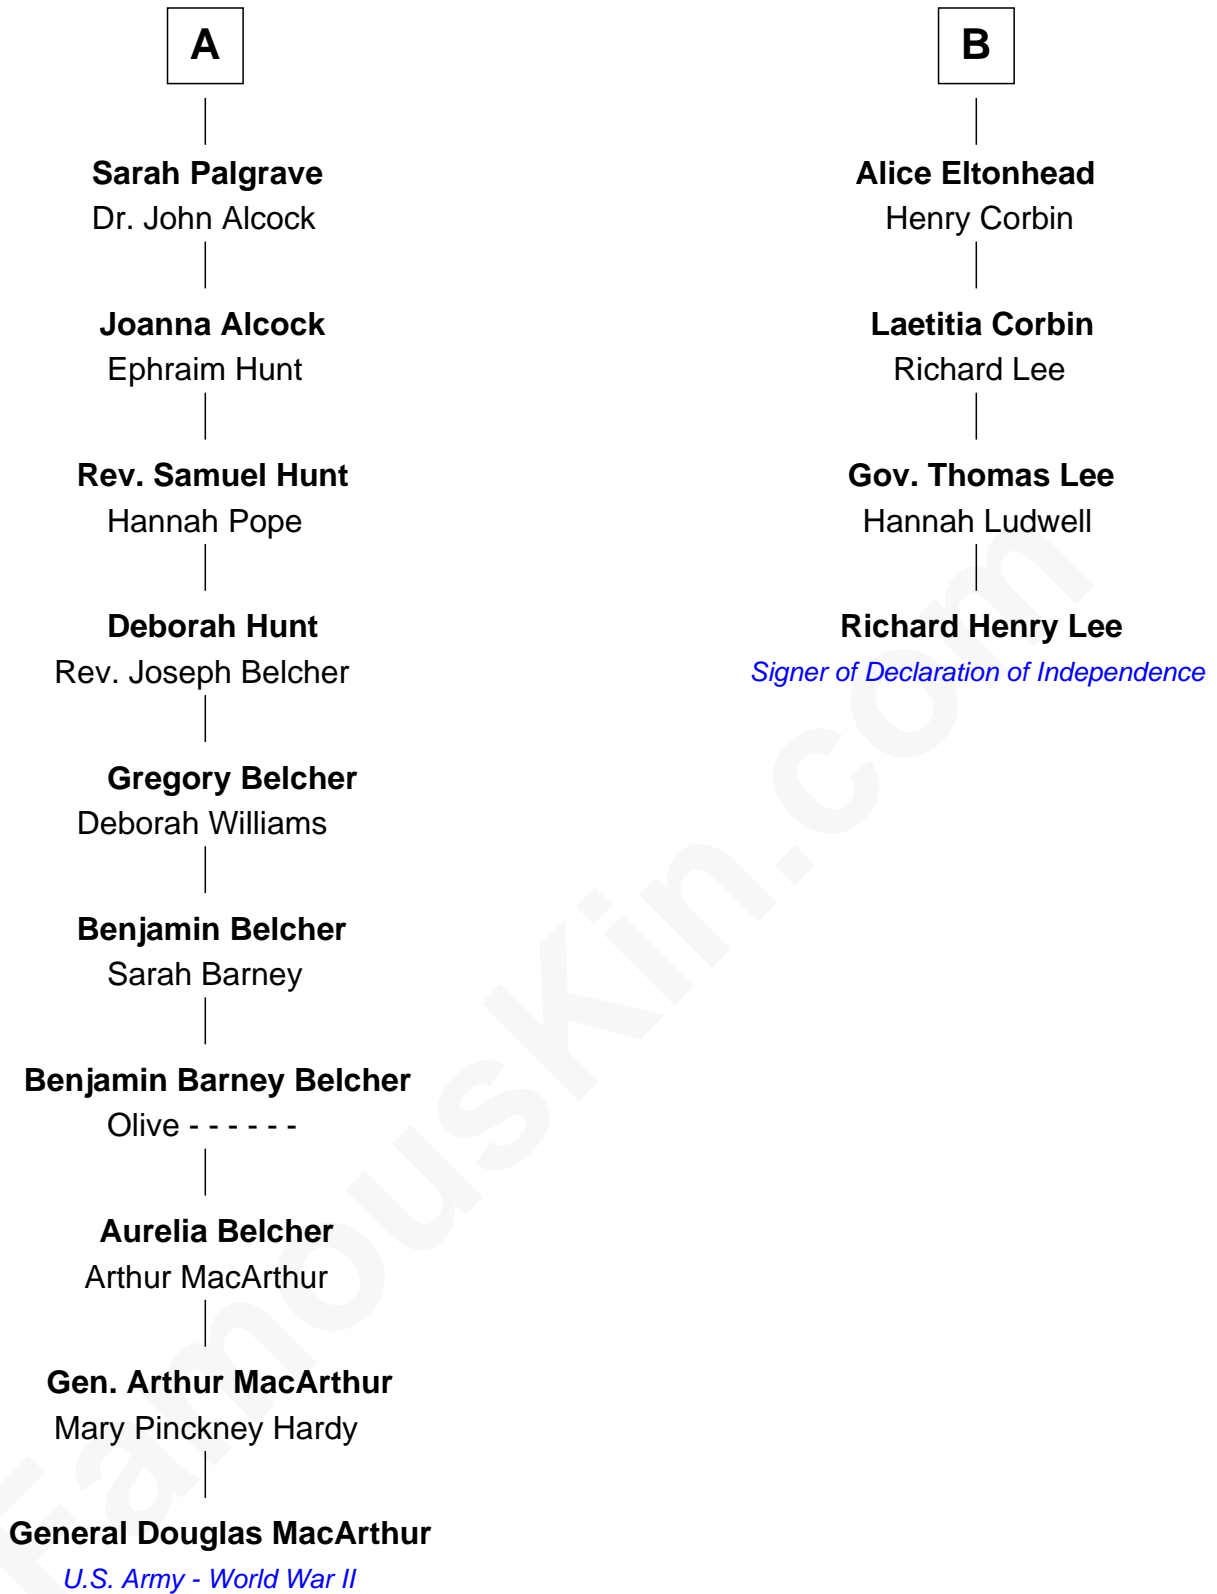 A
Sarah Palgrave
Dr. John Alcock
Joanna Alcock
Ephraim Hunt
Rev. Samuel Hunt
Hannah Pope
Deborah Hunt
Rev. Joseph Belcher
Gregory Belcher
Deborah Williams
Benjamin Belcher
Sarah Barney
Benjamin Barney Belcher
Olive - - - - - -
Aurelia Belcher
Arthur MacArthur
Gen. Arthur MacArthur
Mary Pinckney Hardy
General Douglas MacArthur
U.S. Army - World War II
B
Alice Eltonhead
Henry Corbin
Laetitia Corbin
Richard Lee
Gov. Thomas Lee
Hannah Ludwell
Richard Henry Lee
Signer of Declaration of Independence
FamousKin.com